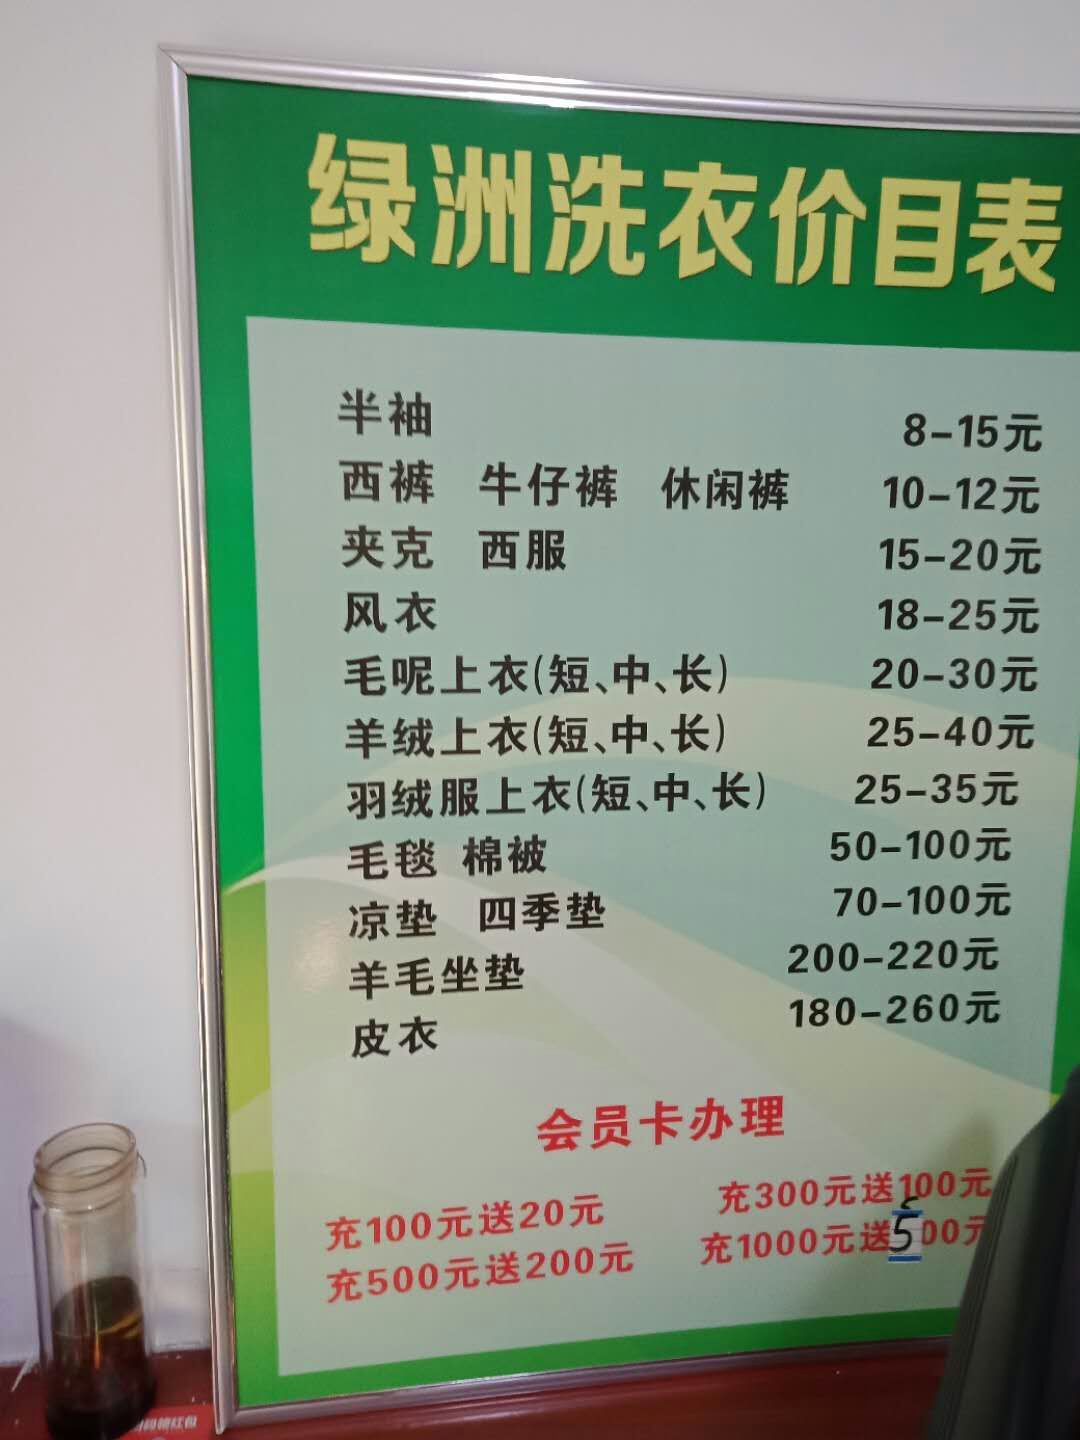 绿洲洗衣价目表
半袖 8-15元
西裤 牛仔裤 休闲裤 10-12元
夹克 西服 15-20元
风衣 18-25元
毛呢上衣(短、中、长) 20-30元
羊绒上衣(短、中、长) 25-40元
羽绒服上衣(短、中、长) 25-35元
毛毯 棉被 50-100元
凉垫 四季垫 70-100元
羊毛坐垫 200-220元
皮衣 180-260元
会员卡办理
充100元送20元 充300元送100元
充500元送200元 充1000元送500元